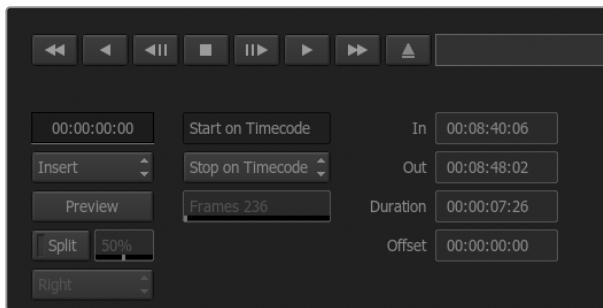 00:00:00:00 Start on Timecode In 00:08:40:06
Insert Stop on Timecode Out 00:08:48:02
Preview Frames 236 Duration 00:00:07:26
Split 50% Offset 00:00:00:00
Right